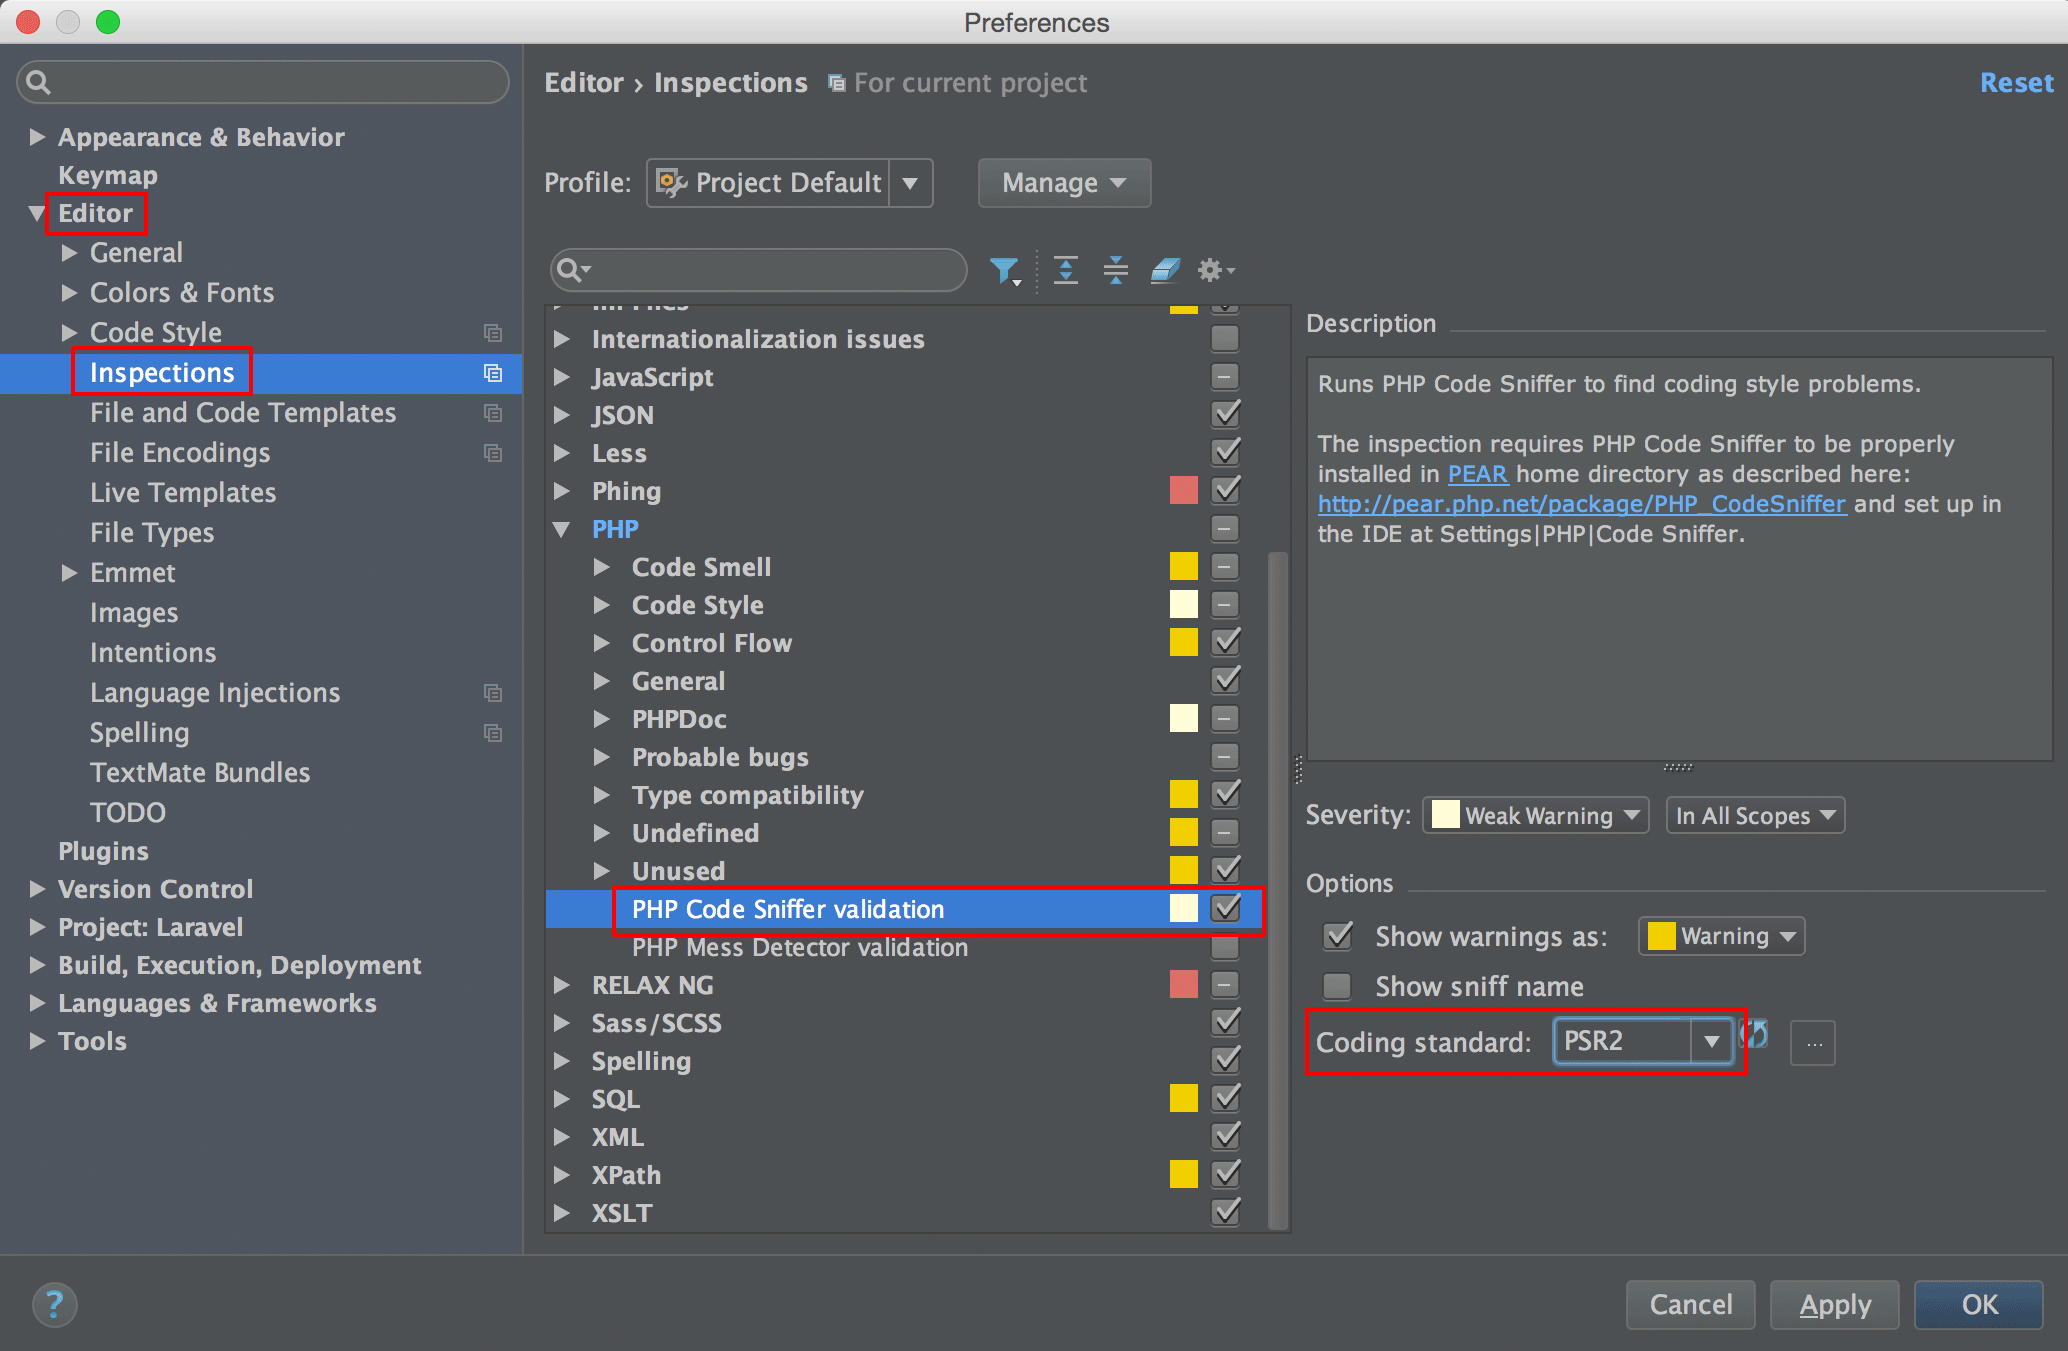 Preferences
Appearance & Behavior
Keymap
Editor
General
Colors & Fonts
Code Style
Inspections
File and Code Templates
File Encodings
Live Templates
File Types
Emmet
Images
Intentions
Language Injections
Spelling
TextMate Bundles
TODO
Plugins
Version Control
Project: Laravel
Build, Execution, Deployment
Languages & Frameworks
Tools
Editor › Inspections For current project
Reset
Profile: Project Default
Manage
Internationalization issues
JavaScript
JSON
Less
Phing
PHP
Code Smell
Code Style
Control Flow
General
PHPDoc
Probable bugs
Type compatibility
Undefined
Unused
PHP Code Sniffer validation
PHP Mess Detector validation
RELAX NG
Sass/SCSS
Spelling
SQL
XML
XPath
XSLT
Description
Runs PHP Code Sniffer to find coding style problems.
The inspection requires PHP Code Sniffer to be properly
installed in PEAR home directory as described here:
http://pear.php.net/package/PHP_CodeSniffer and set up in
the IDE at Settings|PHP|Code Sniffer.
Severity: Weak Warning In All Scopes
Options
Show warnings as: Warning
Show sniff name
Coding standard: PSR2
...
?
Cancel
Apply
OK